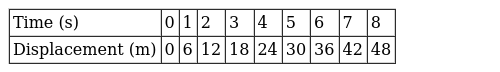 Time (s) 0 1 2 3 4 5 6 7 8
Displacement (m) 0 6 12 18 24 30 36 42 48